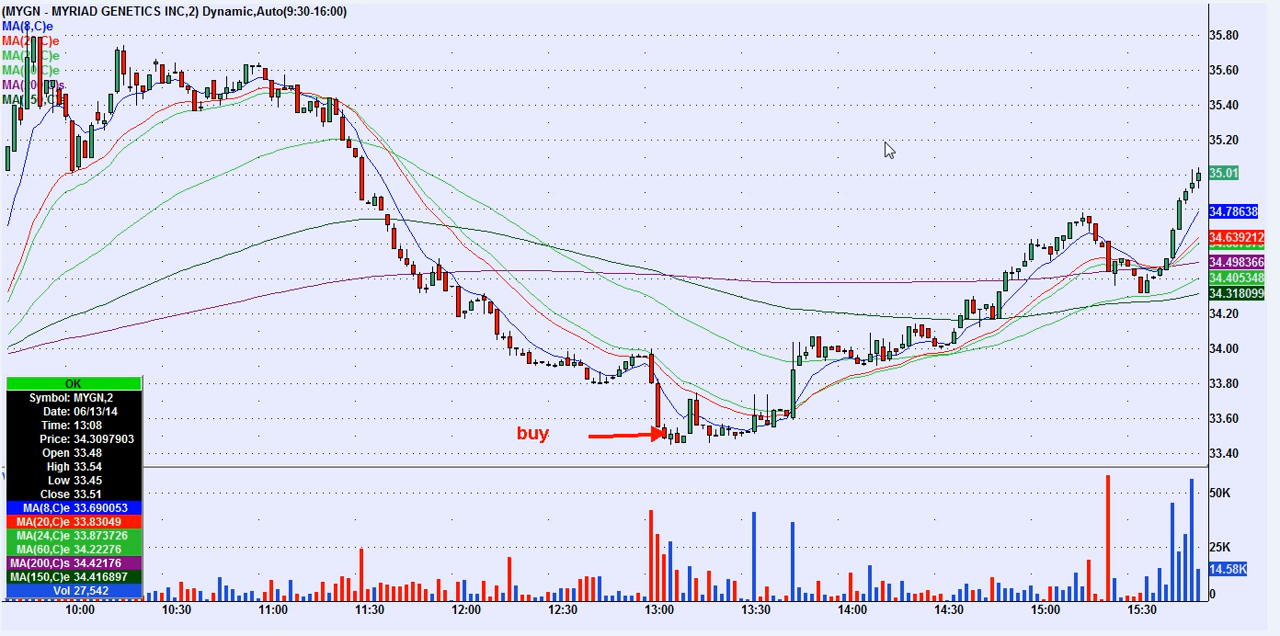 (MYGN - MYRIAD GENETICS INC,2) Dynamic,Auto(9:30-16:00)
MA(8,C)e
35.80
35.60
35.40
35.20
35.01
34.78638
34.639212
34.498366
34.405348
34.318099
34.20
34.00
33.80
33.60
33.40
buy
OK
Symbol: MYGN,2
Date: 06/13/14
Time: 13:08
Price: 34.3097903
Open 33.48
High 33.54
Low 33.45
Close 33.51
MA(8,C)e 33.690053
MA(20,C)e 33.83049
MA(24,C)e 33.873726
MA(60,C)e 34.22276
MA(200,C)s 34.42176
MA(150,C)e 34.416897
Vol 27,542
50K
25K
14.58K
0
10:00 10:30 11:00 11:30 12:00 12:30 13:00 13:30 14:00 14:30 15:00 15:30